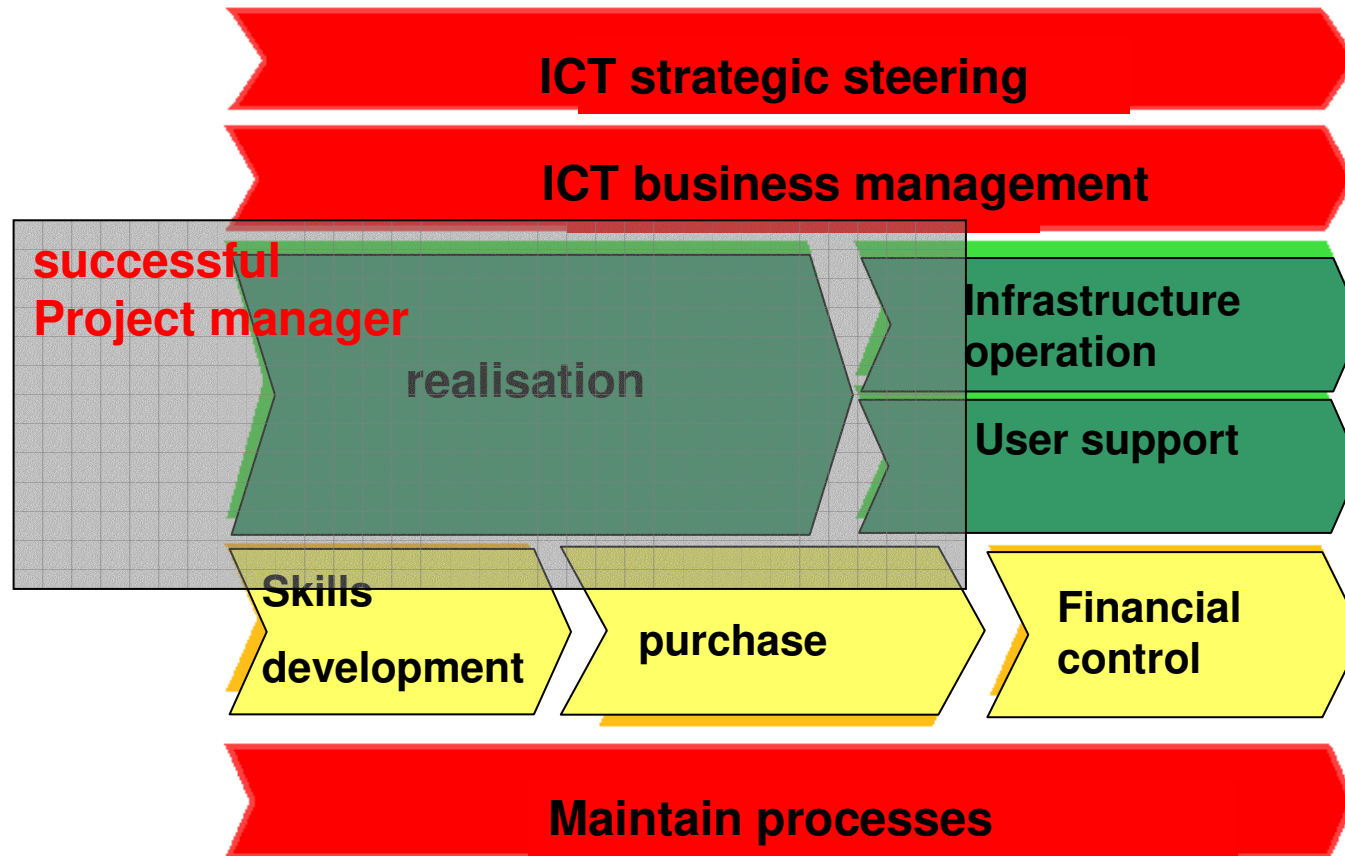 ICT strategic steering
ICT business management
successful
Project manager
realisation
Infrastructure
operation
User support
Skills
development
purchase
Financial
control
Maintain processes